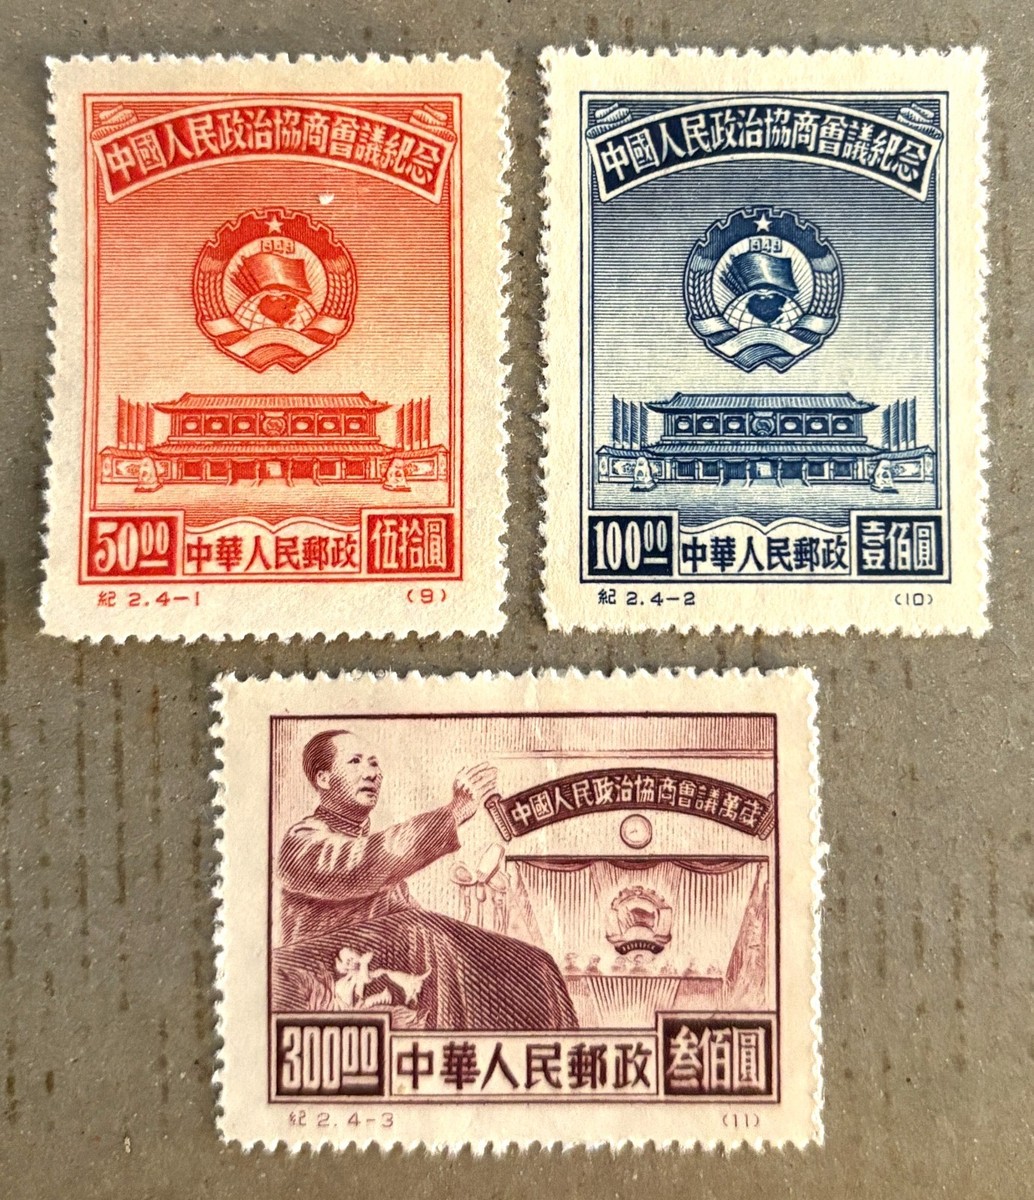 中國人民政治協商會議紀念
1949
50.00 中華人民郵政 伍拾圓
紀 2.4-1 (9)
中國人民政治協商會議紀念
1949
100.00 中華人民郵政 壹佰圓
紀 2.4-2 (10)
中國人民政治協商會議萬歲
300.00 中華人民郵政 叁佰圓
紀 2.4-3 (11)